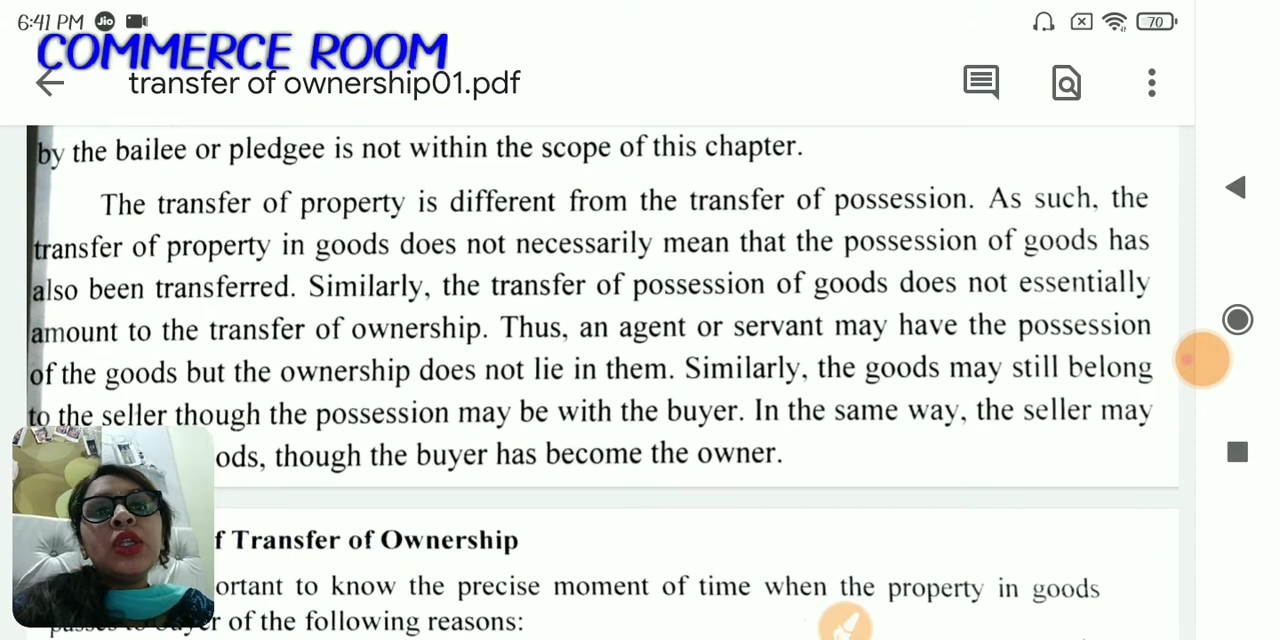 6:41 PM jio 70
COMMERCE ROOM
transfer of ownership01.pdf
by the bailee or pledgee is not within the scope of this chapter.
The transfer of property is different from the transfer of possession. As such, the
transfer of property in goods does not necessarily mean that the possession of goods has
also been transferred. Similarly, the transfer of possession of goods does not essentially
amount to the transfer of ownership. Thus, an agent or servant may have the possession
of the goods but the ownership does not lie in them. Similarly, the goods may still belong
to the seller though the possession may be with the buyer. In the same way, the seller may
ods, though the buyer has become the owner.
f Transfer of Ownership
ortant to know the precise moment of time when the property in goods
r of the following reasons: